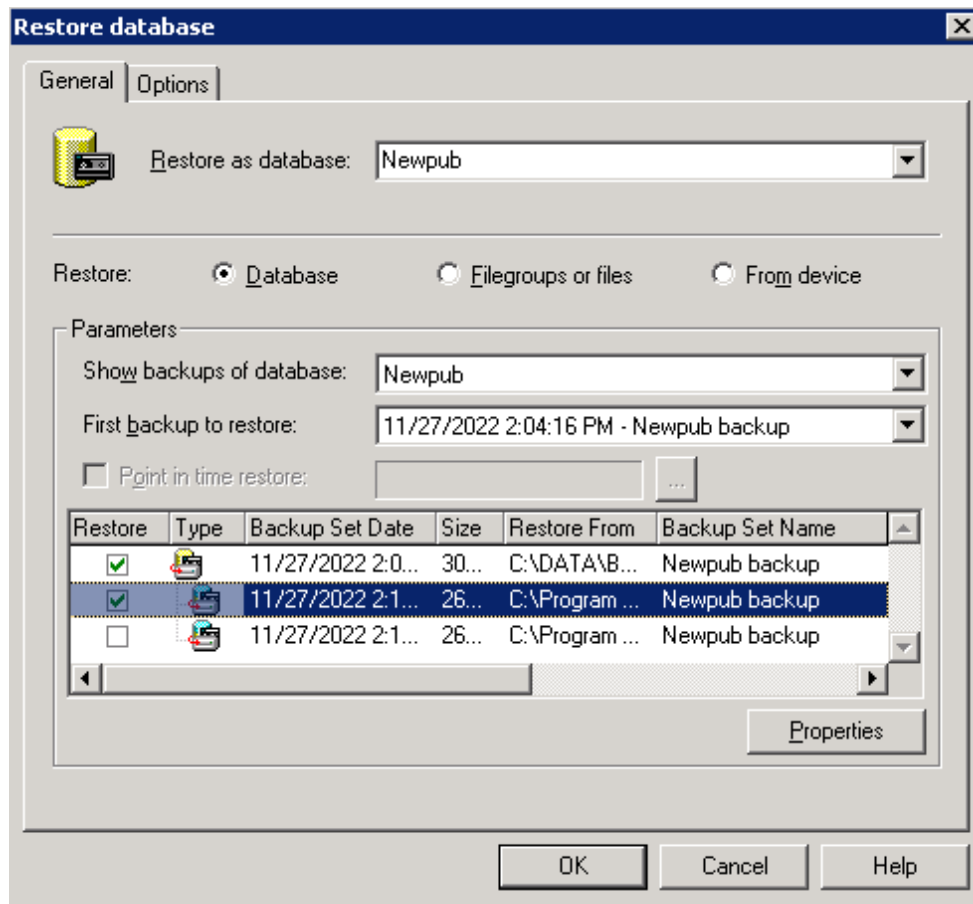 Restore database
General Options
Restore as database: Newpub
Restore: Database Filegroups or files From device
Parameters
Show backups of database: Newpub
First backup to restore: 11/27/2022 2:04:16 PM - Newpub backup
Point in time restore: ...
Restore Type Backup Set Date Size Restore From Backup Set Name
11/27/2022 2:0... 30... C:\DATA\B... Newpub backup
11/27/2022 2:1... 26... C:\Program ... Newpub backup
11/27/2022 2:1... 26... C:\Program ... Newpub backup
Properties
OK Cancel Help